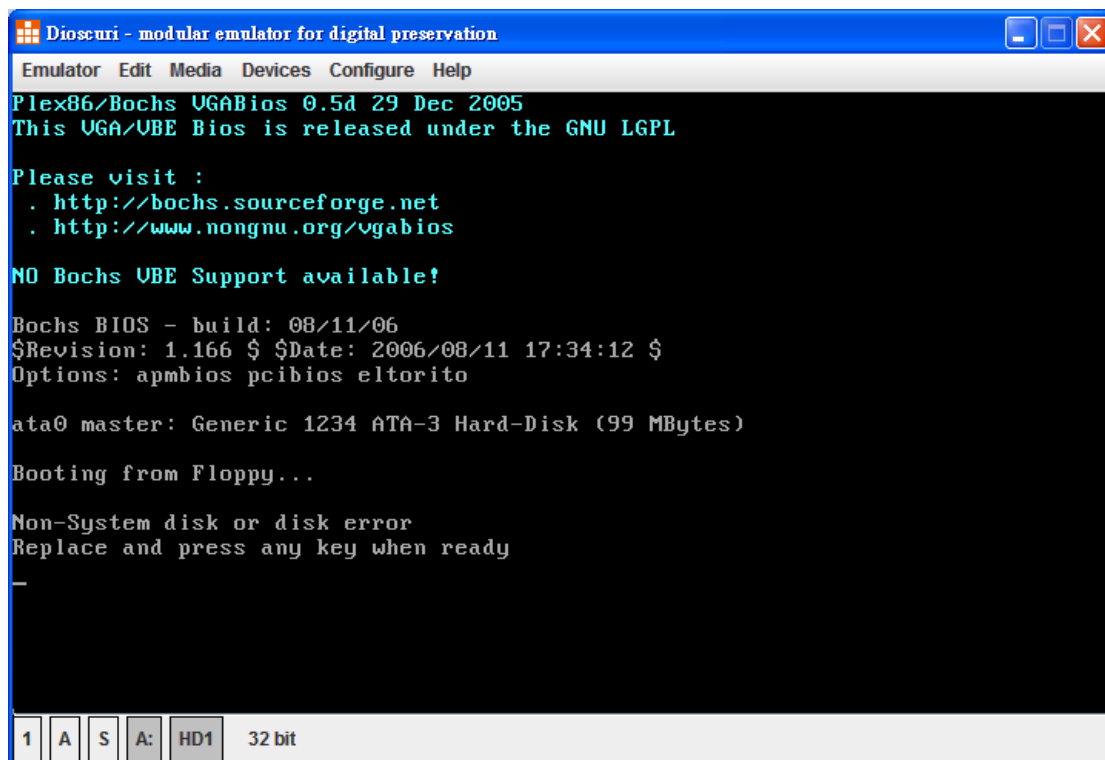 Dioscuri - modular emulator for digital preservation
Emulator Edit Media Devices Configure Help
Plex86/Bochs VGABios 0.5d 29 Dec 2005
This VGA/VBE Bios is released under the GNU LGPL
Please visit :
. http://bochs.sourceforge.net
. http://www.nongnu.org/vgabios
NO Bochs VBE Support available!
Bochs BIOS - build: 08/11/06
$Revision: 1.166 $ $Date: 2006/08/11 17:34:12 $
Options: apmbios pcibios eltorito
ata0 master: Generic 1234 ATA-3 Hard-Disk (99 MBytes)
Booting from Floppy...
Non-System disk or disk error
Replace and press any key when ready
_
1 A S A: HD1 32 bit